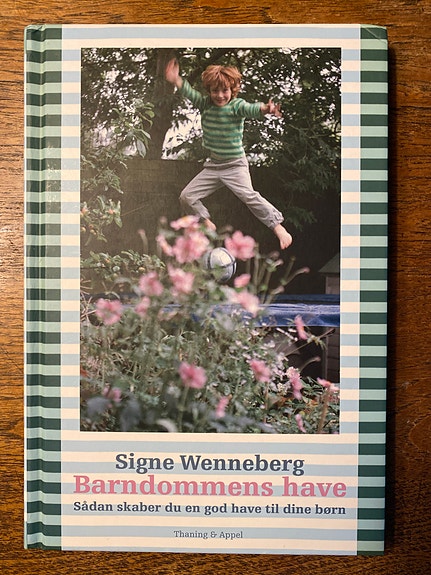 Signe Wenneberg
Barndommens have
Sådan skaber du en god have til dine børn
Thaning & Appel